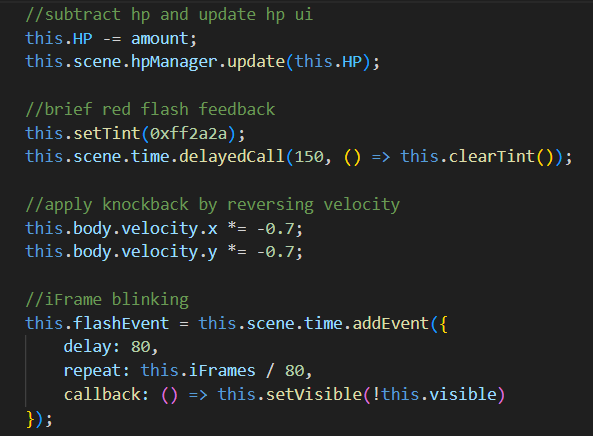 //subtract hp and update hp ui
this.HP -= amount;
this.scene.hpManager.update(this.HP);

//brief red flash feedback
this.setTint(0xff2a2a);
this.scene.time.delayedCall(150, () => this.clearTint());

//apply knockback by reversing velocity
this.body.velocity.x *= -0.7;
this.body.velocity.y *= -0.7;

//iFrame blinking
this.flashEvent = this.scene.time.addEvent({
    delay: 80,
    repeat: this.iFrames / 80,
    callback: () => this.setVisible(!this.visible)
});